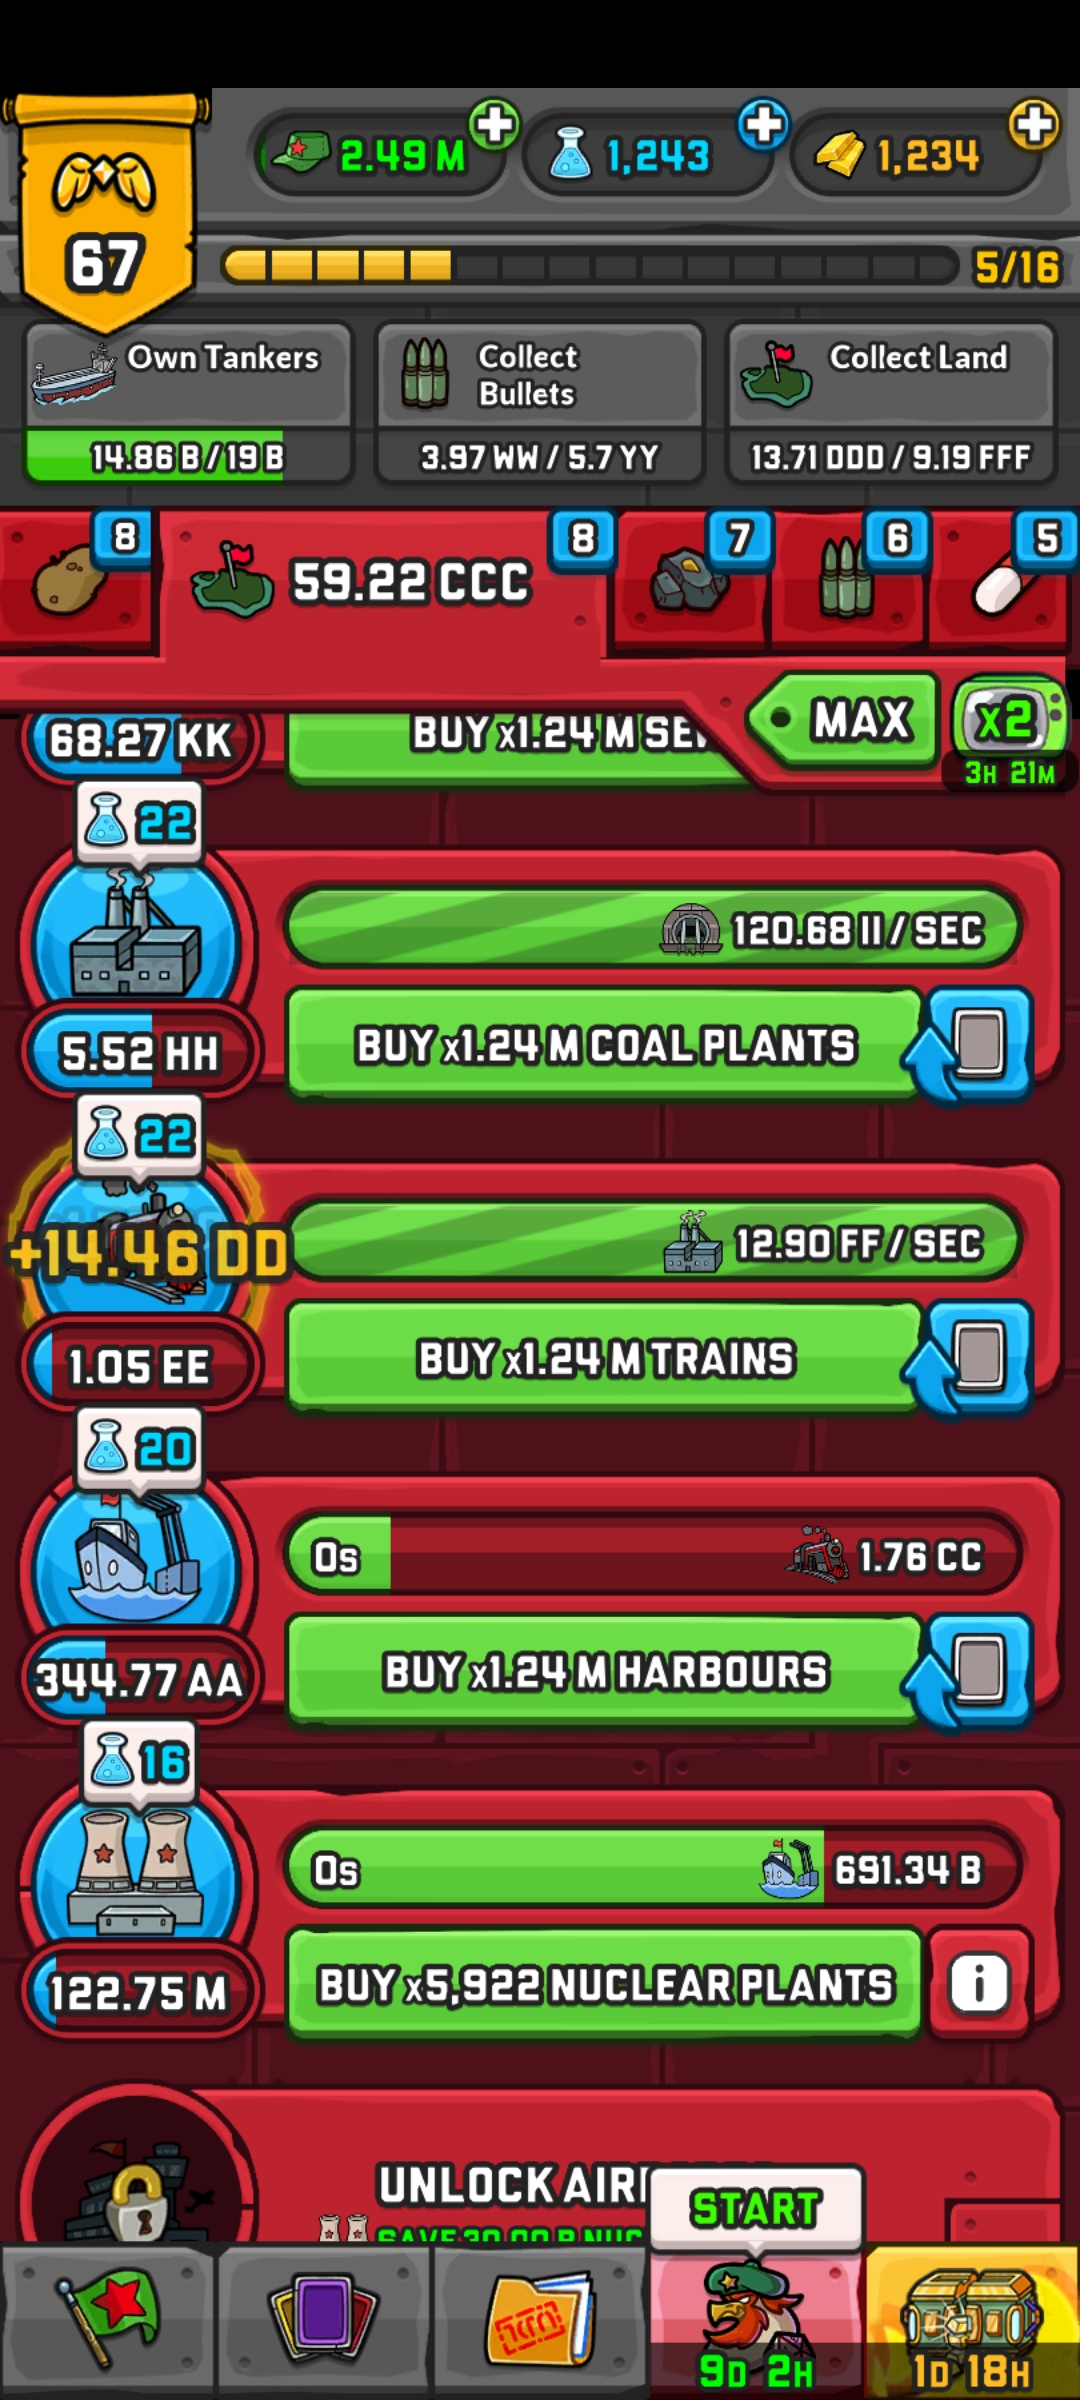 2.49 M
1,243
1,234
67
5/16
Own Tankers
14.86 B / 19 B
Collect
Bullets
3.97 WW / 5.7 YY
Collect Land
13.71 DDD / 9.19 FFF
8
59.22 CCC
8
7
6
5
MAX
x2
3H 21M
68.27 KK
BUY x1.24 M
22
120.68 II / SEC
5.52 HH
BUY x1.24 M COAL PLANTS
22
+14.46 DD
12.90 FF / SEC
1.05 EE
BUY x1.24 M TRAINS
20
0s
1.76 CC
344.77 AA
BUY x1.24 M HARBOURS
16
0s
691.34 B
122.75 M
BUY x5,922 NUCLEAR PLANTS
i
UNLOCK
START
9D 2H
1D 18H